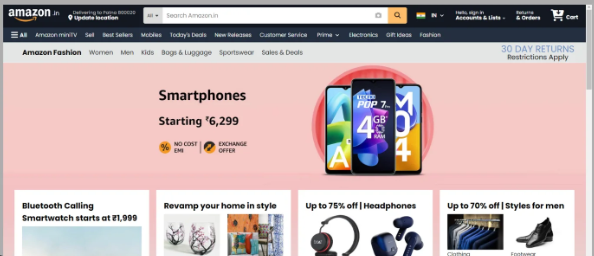 amazon.in
Delivering to Patna 800020
Update location
All
Search Amazon.in
IN
Hello, sign in
Accounts & Lists
Returns
& Orders
Cart
All Amazon miniTV Sell Best Sellers Mobiles Today's Deals New Releases Customer Service Prime Electronics Gift Ideas Fashion
Amazon Fashion Women Men Kids Bags & Luggage Sportswear Sales & Deals
30 DAY RETURNS
Restrictions Apply
Smartphones
Starting ₹6,299
NO COST
EMI
EXCHANGE
OFFER
POP 7
4GB
RAM
A
M
04
Bluetooth Calling
Smartwatch starts at ₹1,999
Revamp your home in style
Up to 75% off | Headphones
Up to 70% off | Styles for men
Clothing
Footwear